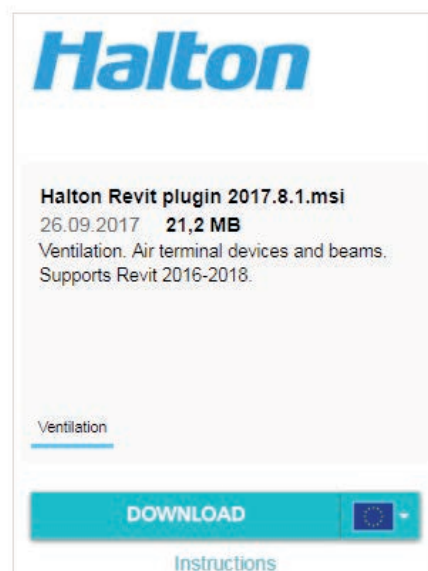 Halton
Halton Revit plugin 2017.8.1.msi
26.09.2017 21,2 MB
Ventilation. Air terminal devices and beams.
Supports Revit 2016-2018.
Ventilation
DOWNLOAD
Instructions